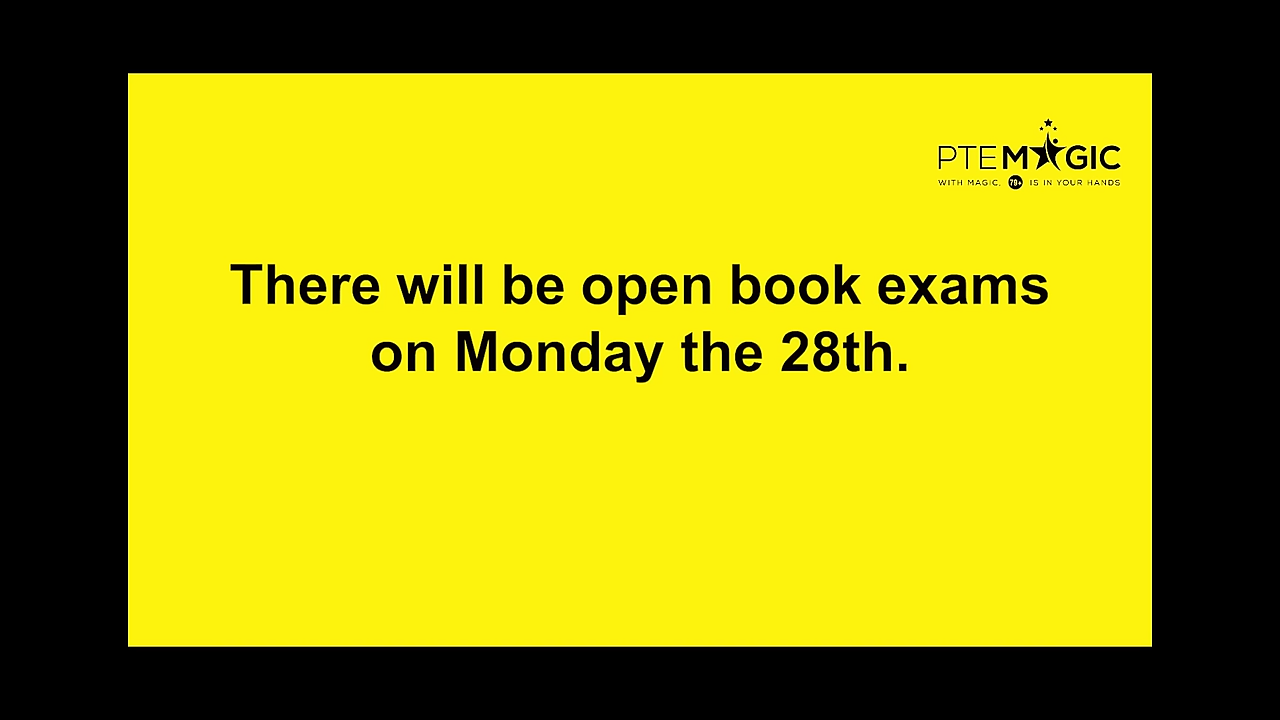 PTEMAGIC
WITH MAGIC, 79+ IS IN YOUR HANDS
There will be open book exams
on Monday the 28th.